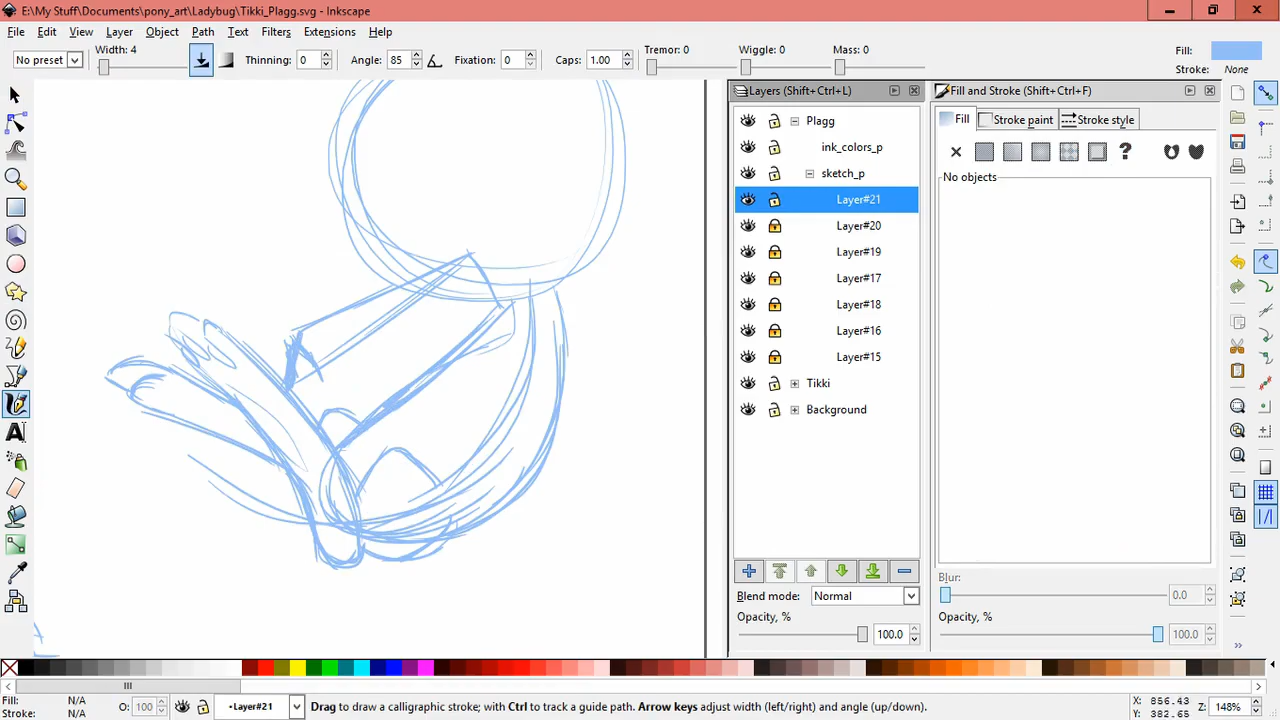 E:\My Stuff\Documents\pony_art\Ladybug\Tikki_Plagg.svg - Inkscape
File Edit View Layer Object Path Text Filters Extensions Help
No preset Width: 4 Thinning: 0 Angle: 85 Fixation: 0 Caps: 1.00 Tremor: 0 Wiggle: 0 Mass: 0 Fill:
Stroke: None
Layers (Shift+Ctrl+L) Fill and Stroke (Shift+Ctrl+F)
Plagg Fill Stroke paint Stroke style
ink_colors_p ?
sketch_p No objects
Layer#21
Layer#20
Layer#19
Layer#17
Layer#18
Layer#16
Layer#15
Tikki
Background
Blur:
Blend mode: Normal 0.0
Opacity, % Opacity, %
100.0 100.0
Fill: N/A O: 100 •Layer#21 Drag to draw a calligraphic stroke; with Ctrl to track a guide path. Arrow keys adjust width (left/right) and angle (up/down). X: 856.43 Z: 148%
Stroke: N/A Y: 382.65